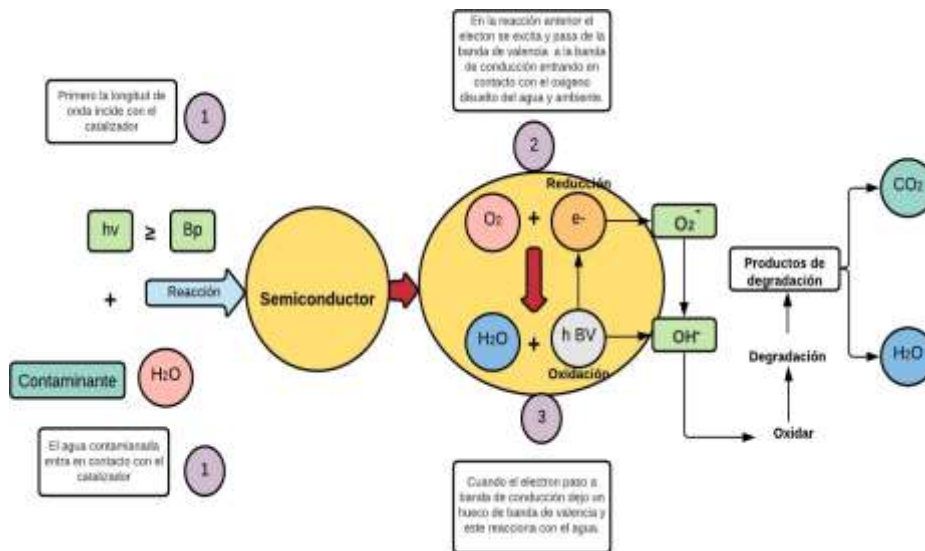 En la reacción anterior el
electon se excita y pasa de la
banda de valencia a la banda
de conducción entrando en
contacto con el oxigeno
disuelto del agua y ambiente.
Primero la longitud de
onda incide con el
catalizador
1
2
Reducción
O2 + e-
O2-
CO2
hv ≥ Bp
+
Reacción
Semiconductor
Productos de
degradación
H2O + h BV
OH-
Oxidación
Degradación
H2O
Contaminante
H2O
Oxidar
3
El agua contamianada
entra en contacto con el
catalizador
1
Cuando el electron paso a
banda de conducción dejo un
hueco de banda de valencia y
este reacciona con el agua.